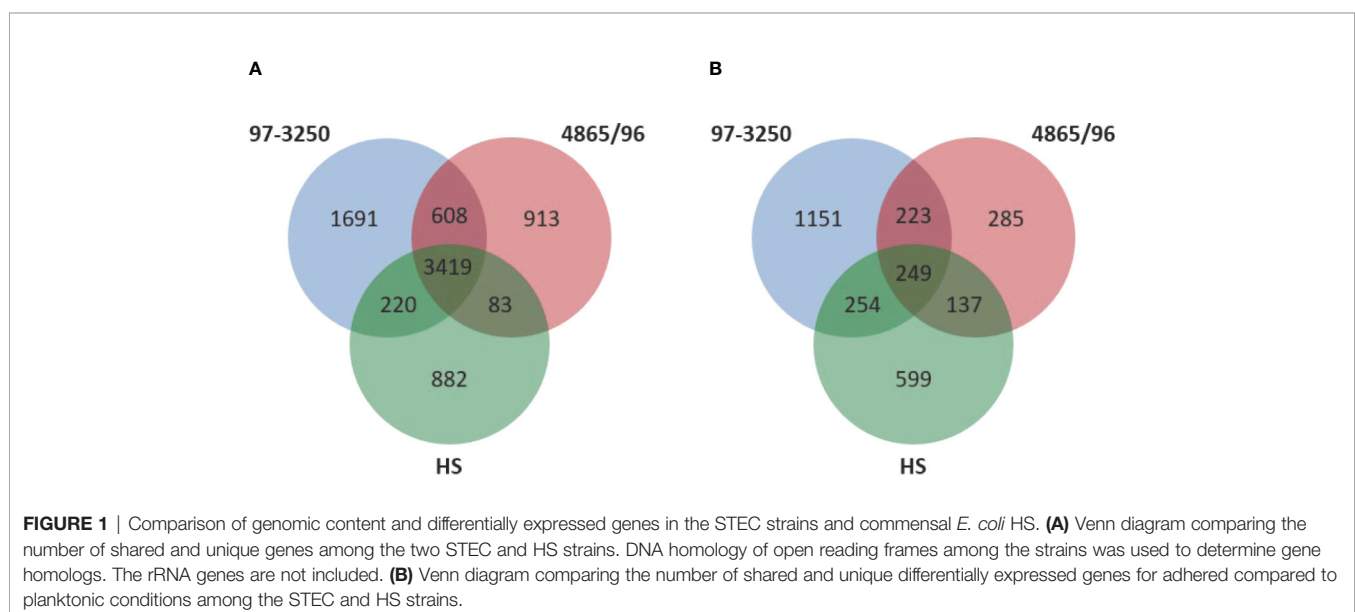 A
B
97-3250
4865/96
97-3250
4865/96
1691
608
913
1151
223
285
3419
249
220
83
254
137
882
599
HS
HS
FIGURE 1 | Comparison of genomic content and differentially expressed genes in the STEC strains and commensal E. coli HS. (A) Venn diagram comparing the
number of shared and unique genes among the two STEC and HS strains. DNA homology of open reading frames among the strains was used to determine gene
homologs. The rRNA genes are not included. (B) Venn diagram comparing the number of shared and unique differentially expressed genes for adhered compared to
planktonic conditions among the STEC and HS strains.